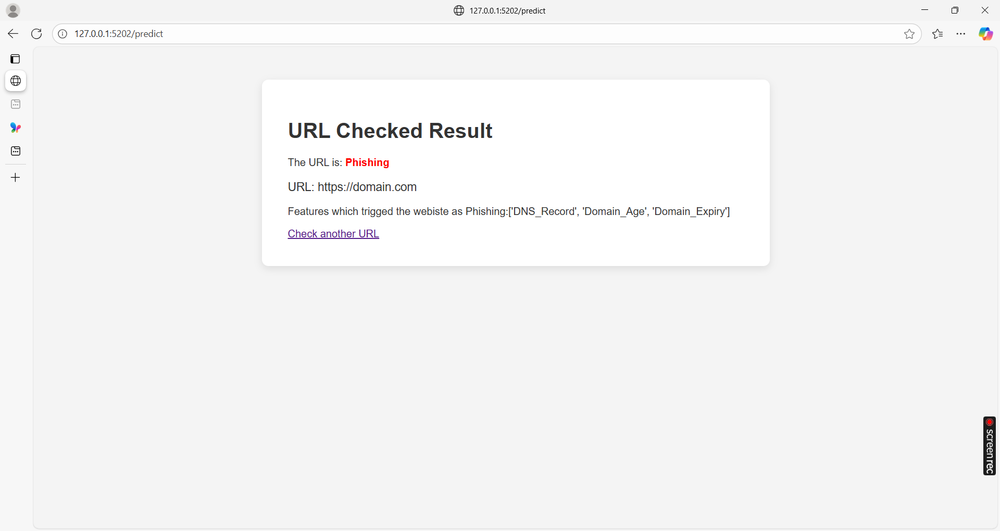 127.0.0.1:5202/predict
127.0.0.1:5202/predict
URL Checked Result
The URL is: Phishing
URL: https://domain.com
Features which trigged the webiste as Phishing:['DNS_Record', 'Domain_Age', 'Domain_Expiry']
Check another URL
screenrec